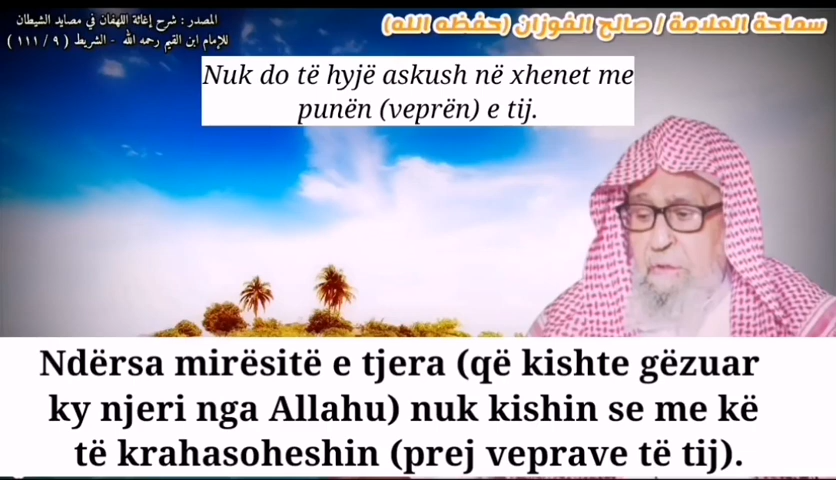 سماحة العلامة / صالح الفوزان (حفظه الله)
المصدر : شرح إغاثة اللهفان في مصايد الشيطان
للإمام ابن القيم رحمه الله - الشريط ( ٩ / ١١١ )
Nuk do të hyjë askush në xhenet me
punën (veprën) e tij.
Ndërsa mirësitë e tjera (që kishte gëzuar
ky njeri nga Allahu) nuk kishin se me kë
të krahasoheshin (prej veprave të tij).